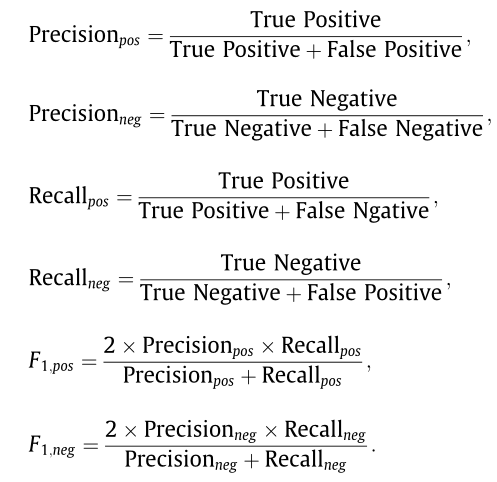 Precision_pos = True Positive / (True Positive + False Positive),
Precision_neg = True Negative / (True Negative + False Negative),
Recall_pos = True Positive / (True Positive + False Ngative),
Recall_neg = True Negative / (True Negative + False Positive),
F_1,pos = (2 × Precision_pos × Recall_pos) / (Precision_pos + Recall_pos),
F_1,neg = (2 × Precision_neg × Recall_neg) / (Precision_neg + Recall_neg).